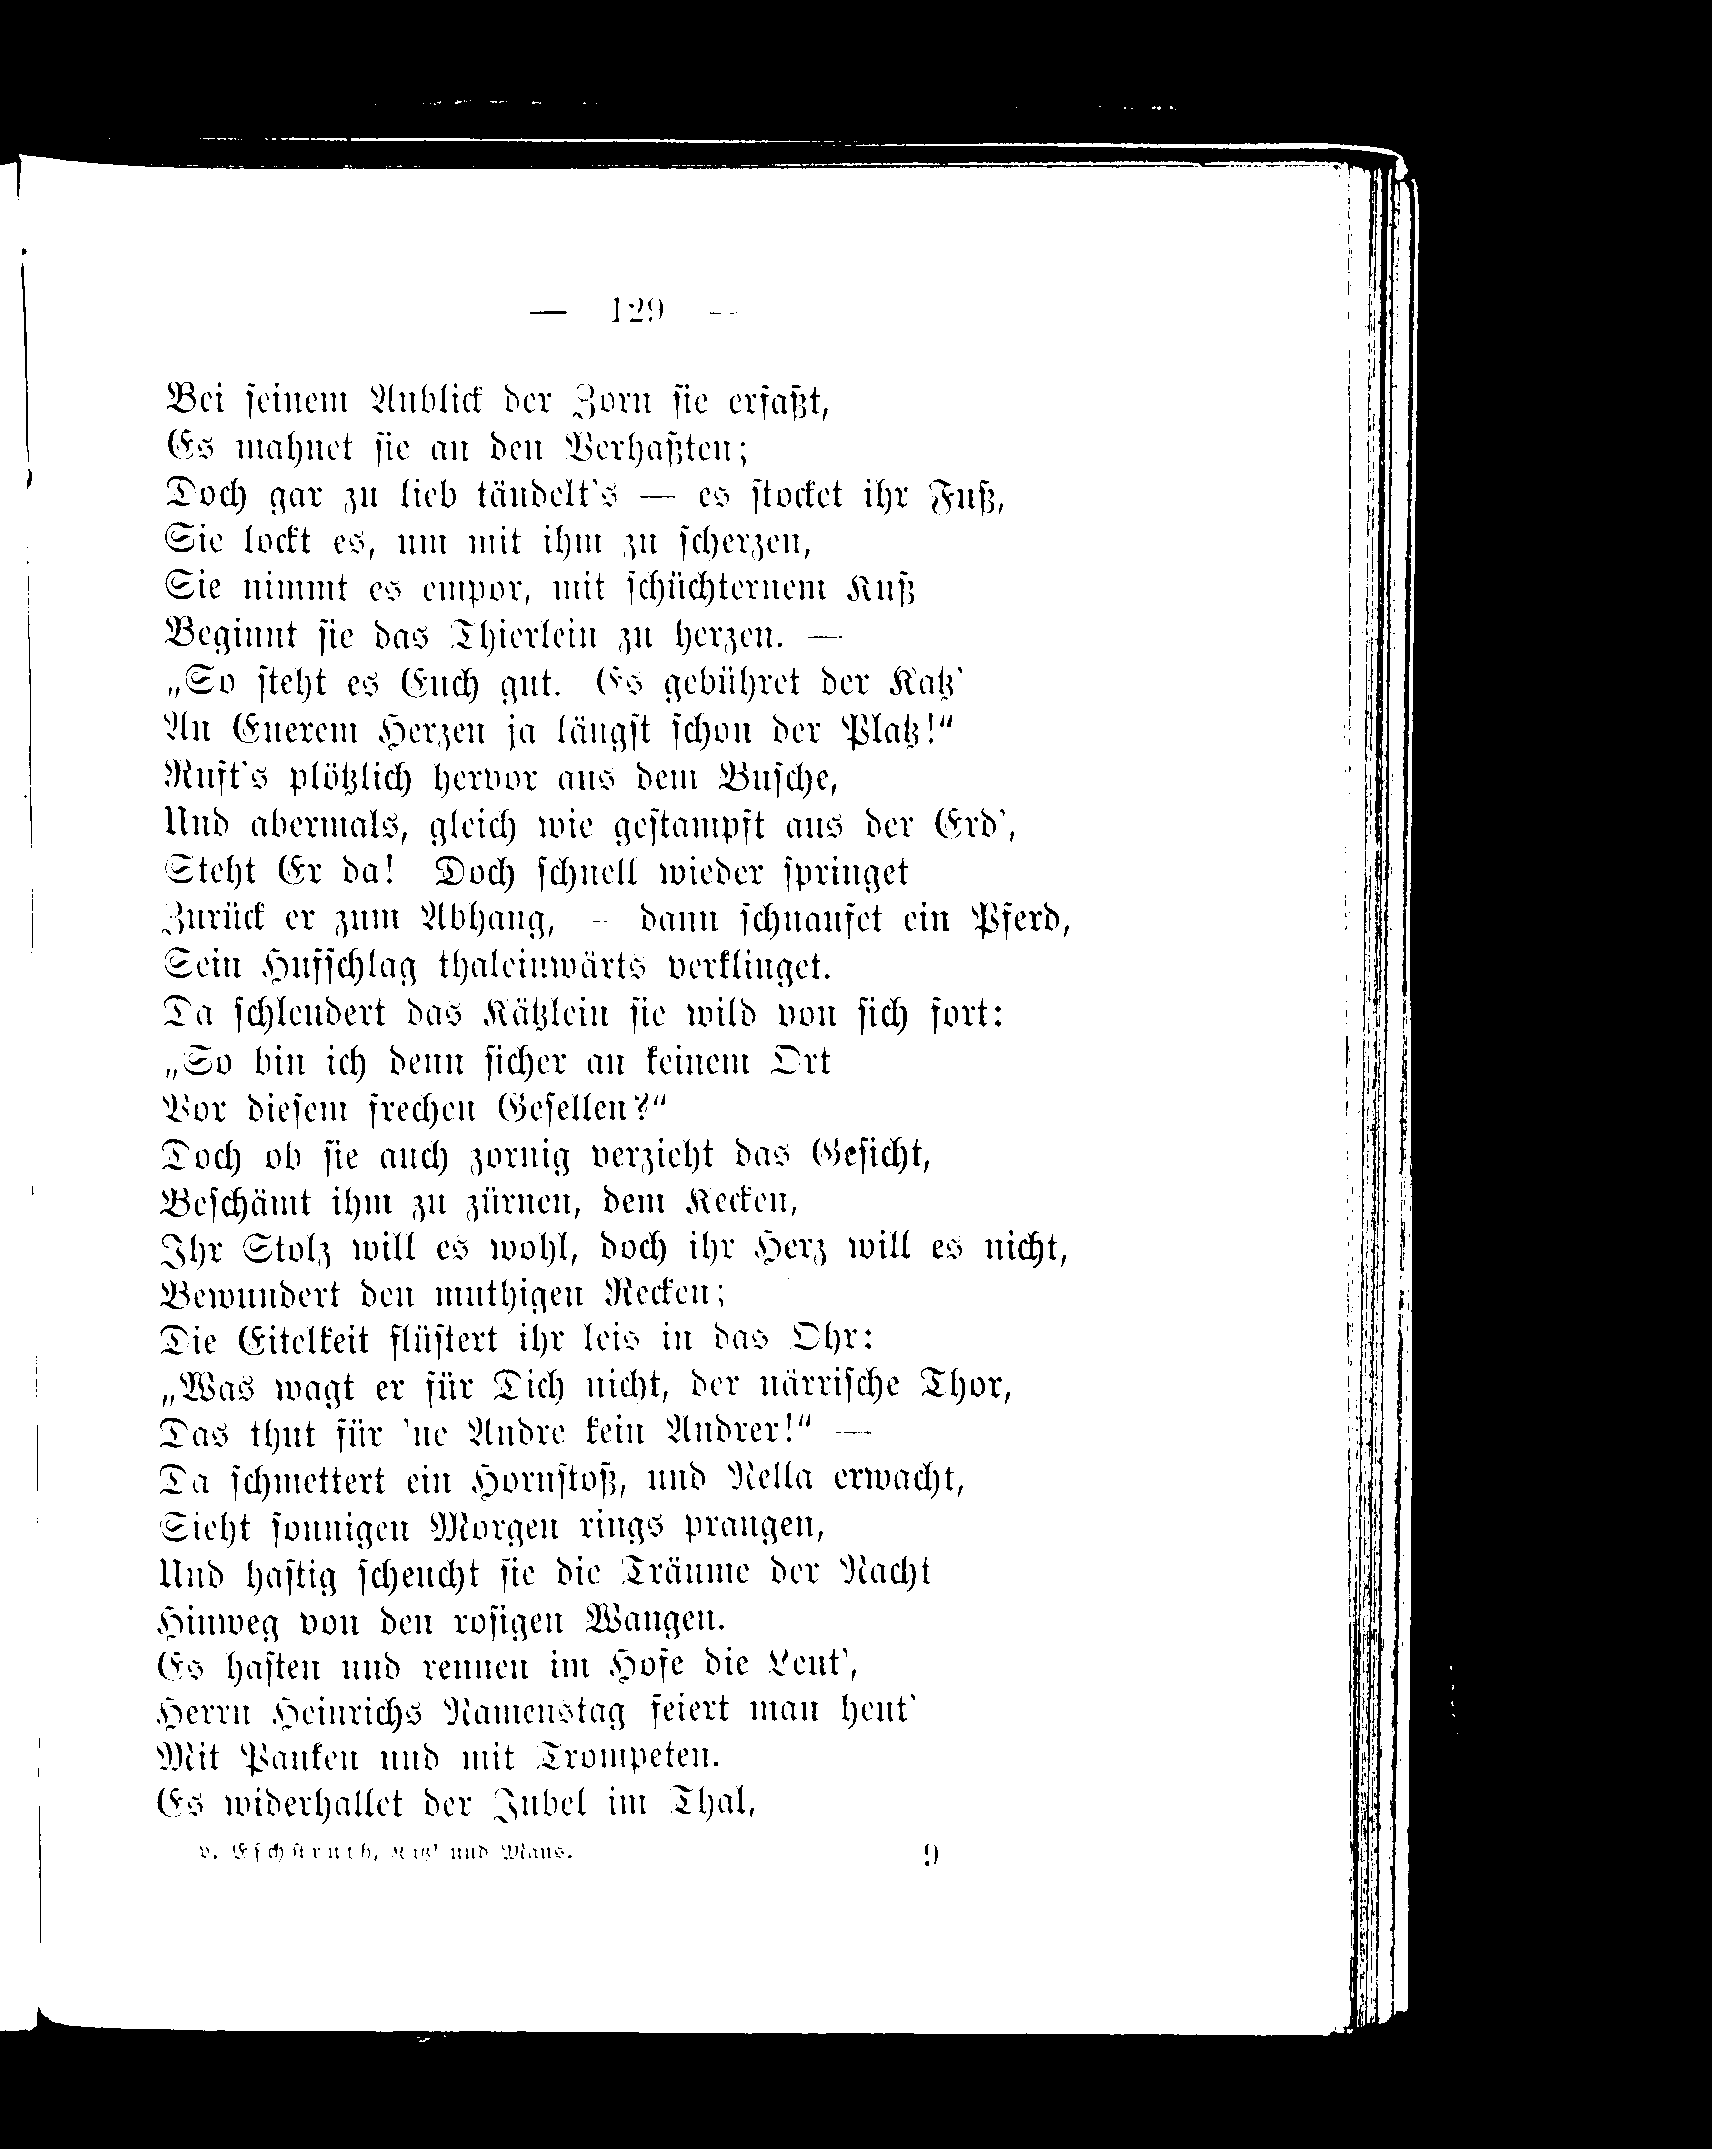 — 129 —
Bei seinem Anblick der Zorn sie erfaßt,
Es mahnet sie an den Verhaßten;
Doch gar zu lieb tändelt's — es stocket ihr Fuß,
Sie lockt es, um mit ihm zu scherzen,
Sie nimmt es empor, mit schüchternem Kuß
Beginnt sie das Thierlein zu herzen. —
„So steht es Euch gut. Es gebühret der Katz'
An Euerem Herzen ja längst schon der Platz!“
Ruft's plötzlich hervor aus dem Busche,
Und abermals, gleich wie gestampft aus der Erd',
Steht Er da! Doch schnell wieder springet
Zurück er zum Abhang, – dann schnaufet ein Pferd,
Sein Hufschlag thaleinwärts verklinget.
Da schleudert das Kätzlein sie wild von sich fort:
„So bin ich denn sicher an keinem Ort
Vor diesem frechen Gesellen?“
Doch ob sie auch zornig verzieht das Gesicht,
Beschämt ihm zu zürnen, dem Kecken,
Ihr Stolz will es wohl, doch ihr Herz will es nicht,
Bewundert den muthigen Recken;
Die Eitelkeit flüstert ihr leis in das Ohr:
„Was wagt er für Dich nicht, der närrische Thor,
Das thut für 'ne Andre kein Andrer!“ —
Da schmettert ein Hornstoß, und Nella erwacht,
Sieht sonnigen Morgen rings prangen,
Und hastig scheucht sie die Träume der Nacht
Hinweg von den rosigen Wangen.
Es hasten und rennen im Hofe die Leut',
Herrn Heinrichs Namenstag feiert man heut'
Mit Pauken und mit Trompeten.
Es widerhallet der Jubel im Thal,
v. Eschstruth, Katz' und Maus. 9